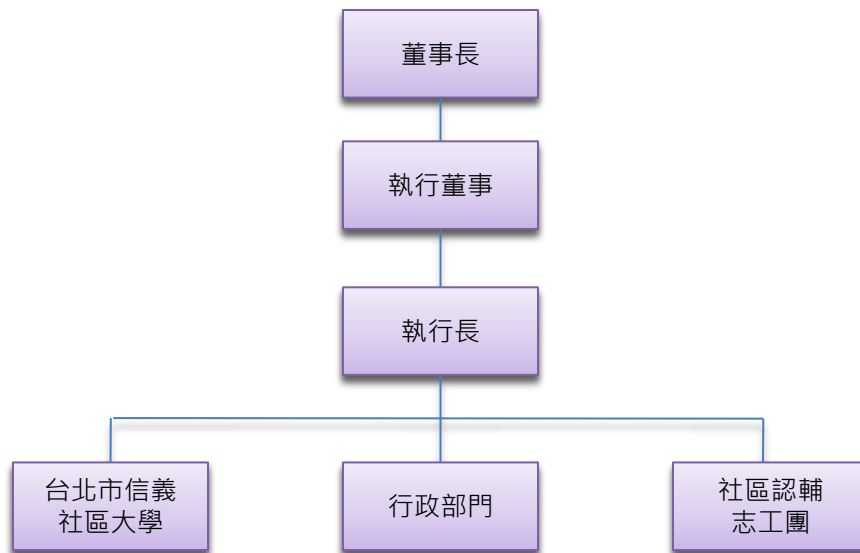 董事長
執行董事
執行長
台北市信義
社區大學
行政部門
社區認輔
志工團